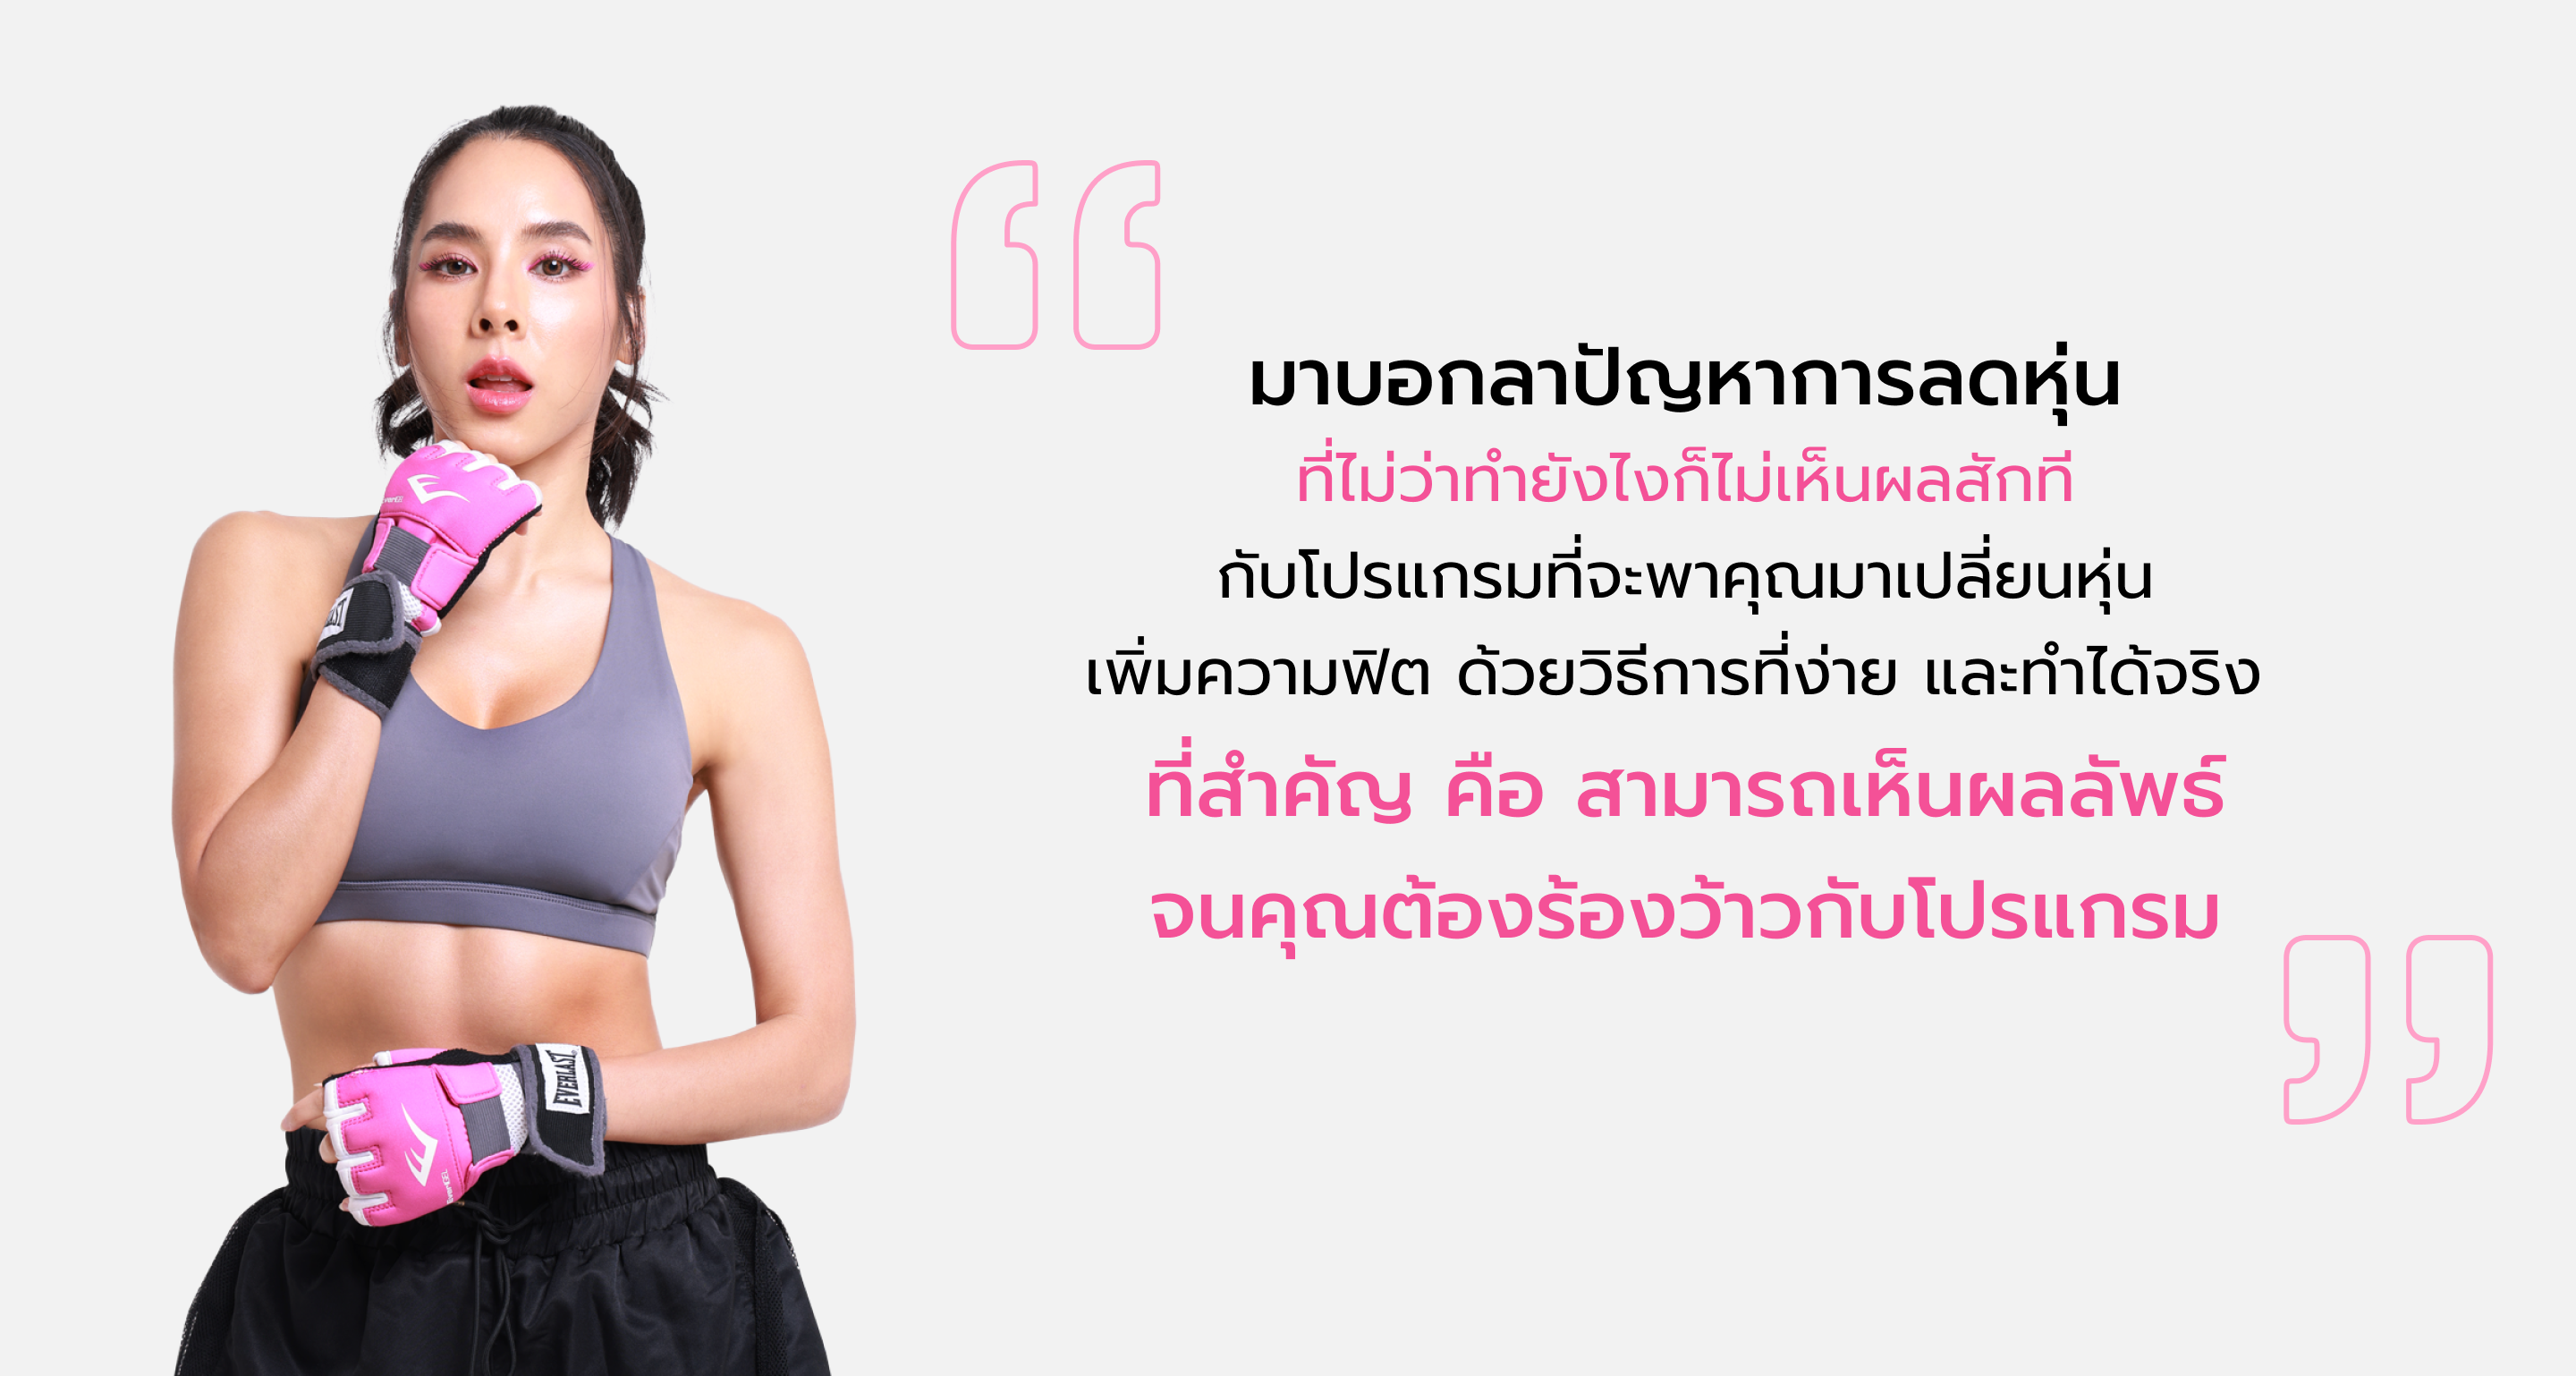 มาบอกลาปัญหาการลดหุ่น
ที่ไม่ว่าทำยังไงก็ไม่เห็นผลสักที
กับโปรแกรมที่จะพาคุณมาเปลี่ยนหุ่น
เพิ่มความฟิต ด้วยวิธีการที่ง่าย และทำได้จริง
ที่สำคัญ คือ สามารถเห็นผลลัพธ์
จนคุณต้องร้องว้าวกับโปรแกรม
EVERLAST